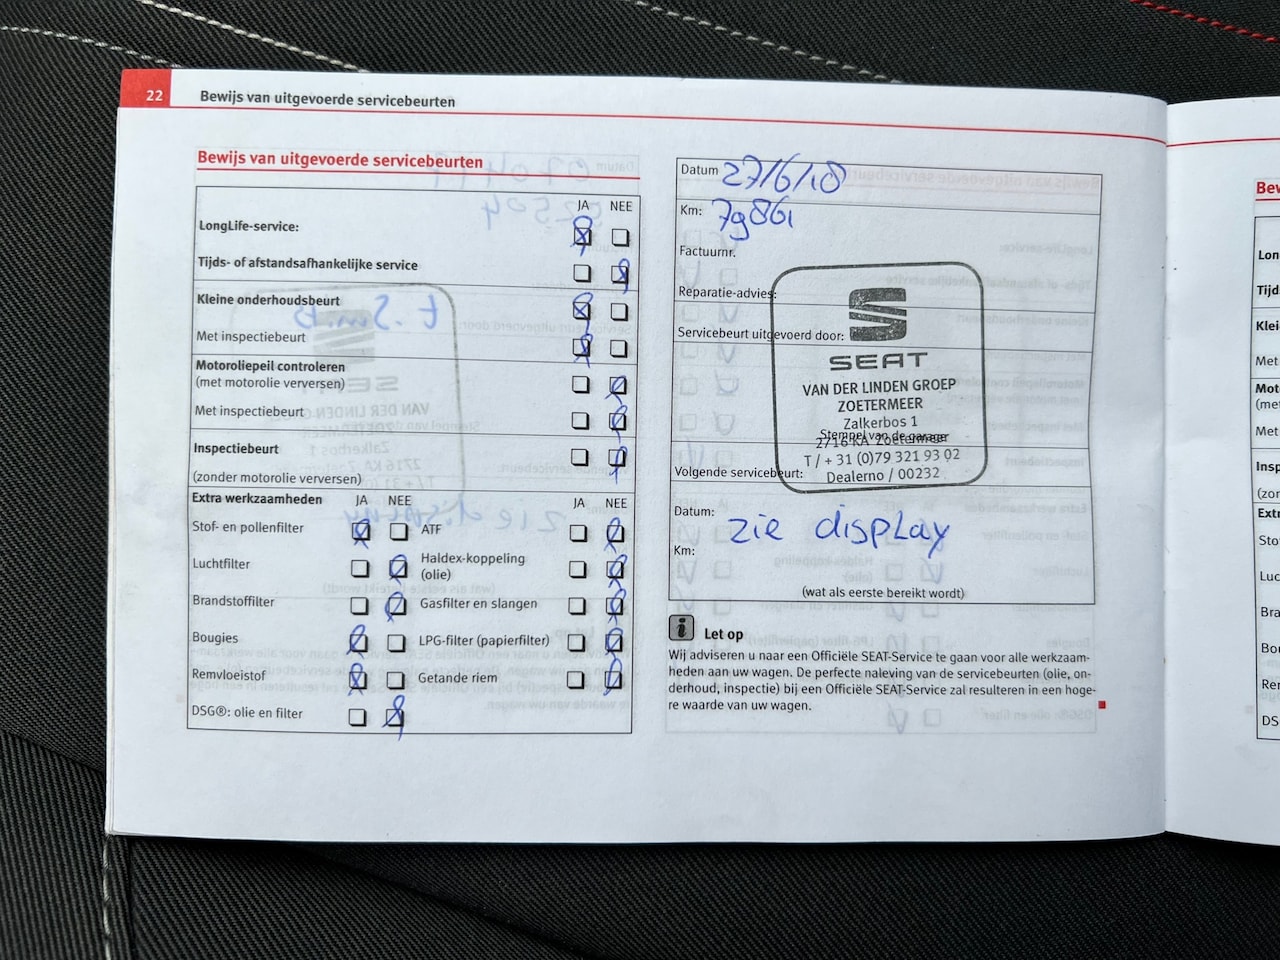 22 Bewijs van uitgevoerde servicebeurten
Bewijs van uitgevoerde servicebeurten
JA NEE
LongLife-service:
Tijds- of afstandsafhankelijke service
Kleine onderhoudsbeurt
Met inspectiebeurt
Motoroliepeil controleren
(met motorolie verversen)
Met inspectiebeurt
Inspectiebeurt
(zonder motorolie verversen)
Extra werkzaamheden JA NEE JA NEE
Stof- en pollenfilter ATF
Luchtfilter Haldex-koppeling
(olie)
Brandstoffilter Gasfilter en slangen
Bougies LPG-filter (papierfilter)
Remvloeistof Getande riem
DSG®: olie en filter
Datum 27/6/18
Km: 79861
Factuurnr.
Reparatie-advies:
Servicebeurt uitgevoerd door:
SEAT
VAN DER LINDEN GROEP
ZOETERMEER
Zalkerbos 1
Stempel van de garage
2716 KA Zoetermeer
T / + 31 (0)79 321 93 02
Dealerno / 00232
Volgende servicebeurt:
Datum:
zie display
Km:
(wat als eerste bereikt wordt)
i Let op
Wij adviseren u naar een Officiële SEAT-Service te gaan voor alle werkzaam-
heden aan uw wagen. De perfecte naleving van de servicebeurten (olie, on-
derhoud, inspectie) bij een Officiële SEAT-Service zal resulteren in een hoge-
re waarde van uw wagen.